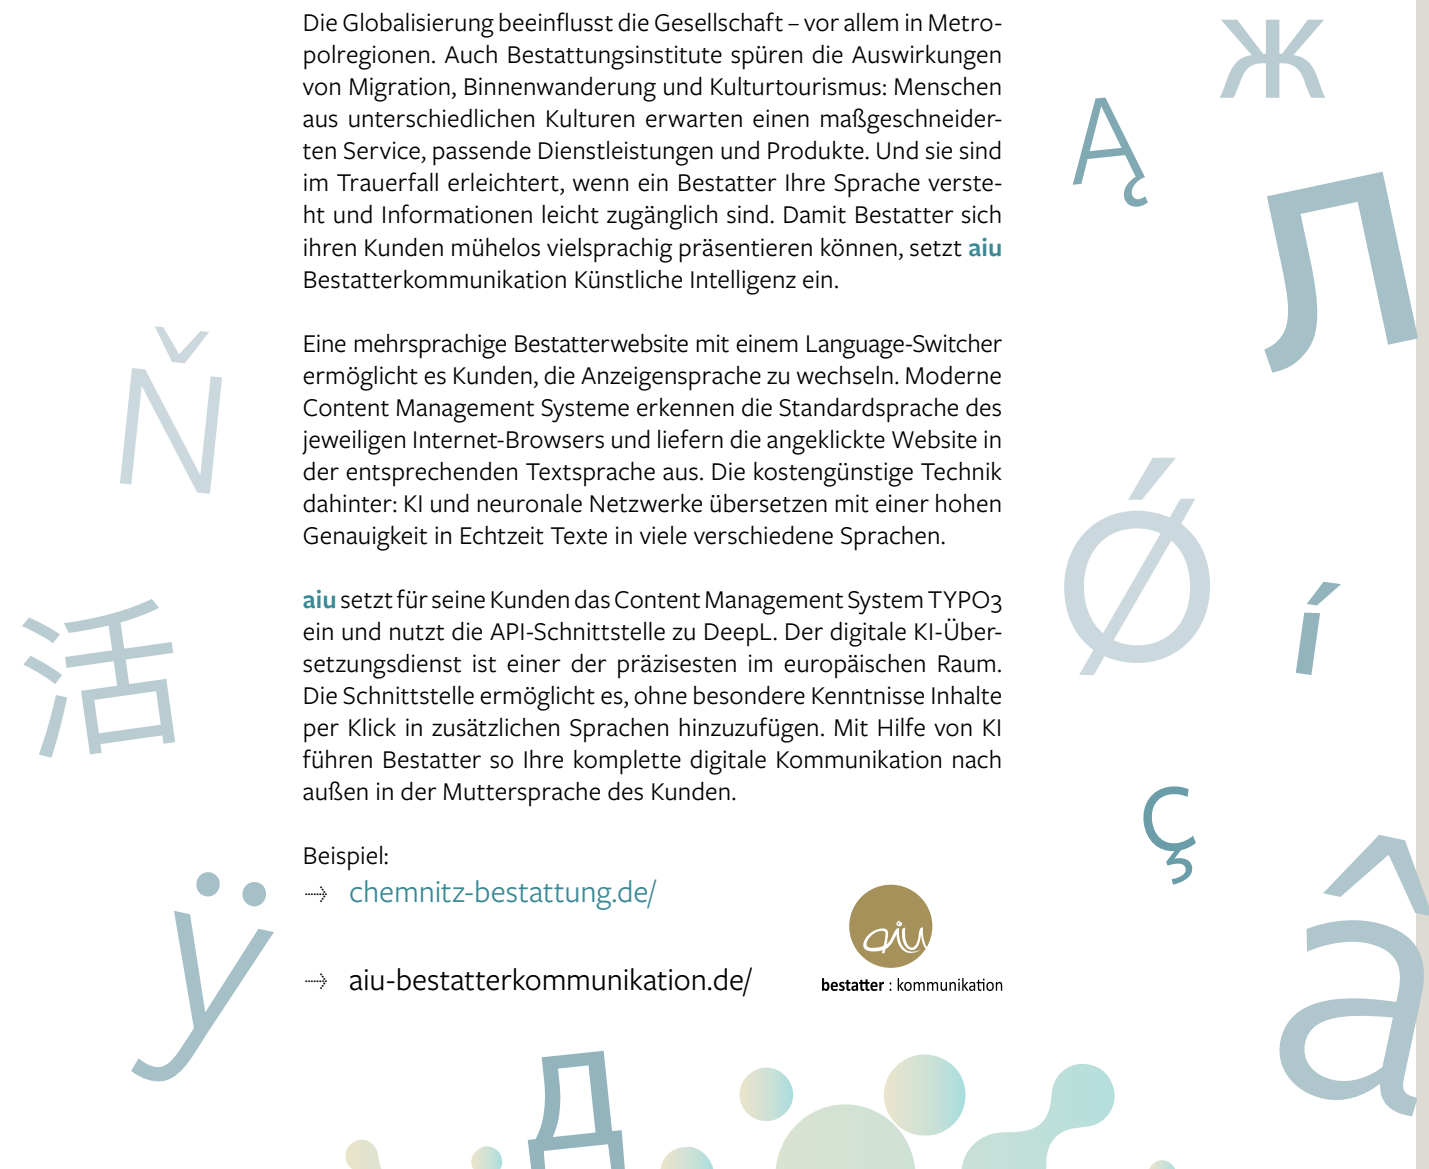 Die Globalisierung beeinflusst die Gesellschaft – vor allem in Metro-
polregionen. Auch Bestattungsinstitute spüren die Auswirkungen
von Migration, Binnenwanderung und Kulturtourismus: Menschen
aus unterschiedlichen Kulturen erwarten einen maßgeschneider-
ten Service, passende Dienstleistungen und Produkte. Und sie sind
im Trauerfall erleichtert, wenn ein Bestatter Ihre Sprache verste-
ht und Informationen leicht zugänglich sind. Damit Bestatter sich
ihren Kunden mühelos vielsprachig präsentieren können, setzt aiu
Bestatterkommunikation Künstliche Intelligenz ein.
Eine mehrsprachige Bestatterwebsite mit einem Language-Switcher
ermöglicht es Kunden, die Anzeigensprache zu wechseln. Moderne
Content Management Systeme erkennen die Standardsprache des
jeweiligen Internet-Browsers und liefern die angeklickte Website in
der entsprechenden Textsprache aus. Die kostengünstige Technik
dahinter: KI und neuronale Netzwerke übersetzen mit einer hohen
Genauigkeit in Echtzeit Texte in viele verschiedene Sprachen.
aiu setzt für seine Kunden das Content Management System TYPO3
ein und nutzt die API-Schnittstelle zu DeepL. Der digitale KI-Über-
setzungsdienst ist einer der präzisesten im europäischen Raum.
Die Schnittstelle ermöglicht es, ohne besondere Kenntnisse Inhalte
per Klick in zusätzlichen Sprachen hinzuzufügen. Mit Hilfe von KI
führen Bestatter so Ihre komplette digitale Kommunikation nach
außen in der Muttersprache des Kunden.
Beispiel:
→ chemnitz-bestattung.de/
→ aiu-bestatterkommunikation.de/
aiu
bestatter : kommunikation
Ж
Ą
Л
Ň
Ǿ
í
活
ç
ÿ
â
Д